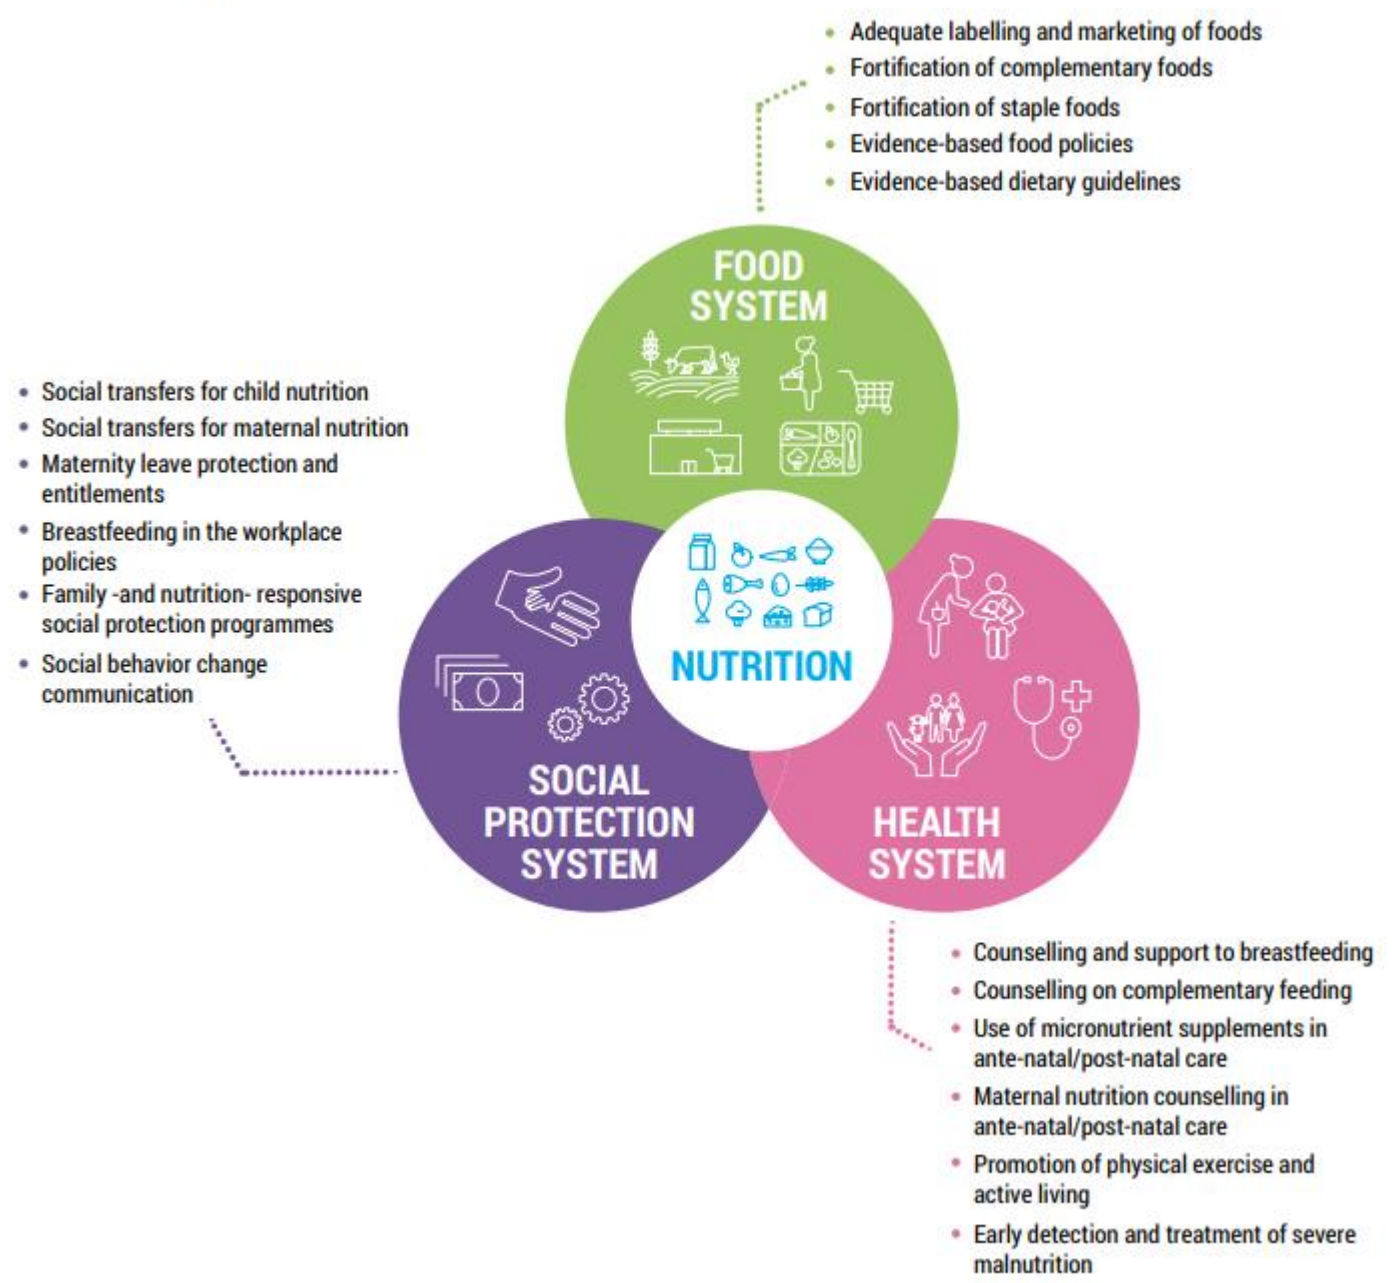 • Adequate labelling and marketing of foods
• Fortification of complementary foods
• Fortification of staple foods
• Evidence-based food policies
• Evidence-based dietary guidelines
FOOD
SYSTEM
• Social transfers for child nutrition
• Social transfers for maternal nutrition
• Maternity leave protection and
entitlements
• Breastfeeding in the workplace
policies
• Family -and nutrition- responsive
social protection programmes
• Social behavior change
communication
NUTRITION
SOCIAL
PROTECTION
SYSTEM
HEALTH
SYSTEM
• Counselling and support to breastfeeding
• Counselling on complementary feeding
• Use of micronutrient supplements in
ante-natal/post-natal care
• Maternal nutrition counselling in
ante-natal/post-natal care
• Promotion of physical exercise and
active living
• Early detection and treatment of severe
malnutrition